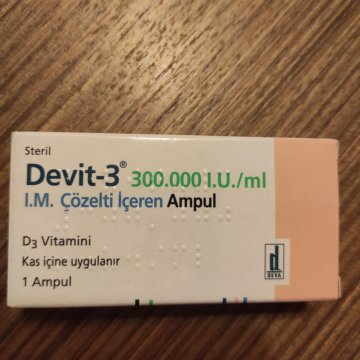 Steril
Devit-3® 300.000 I.U./ml
I.M. Çözelti İçeren Ampul
D3 Vitamini
Kas içine uygulanır
1 Ampul
DEVA